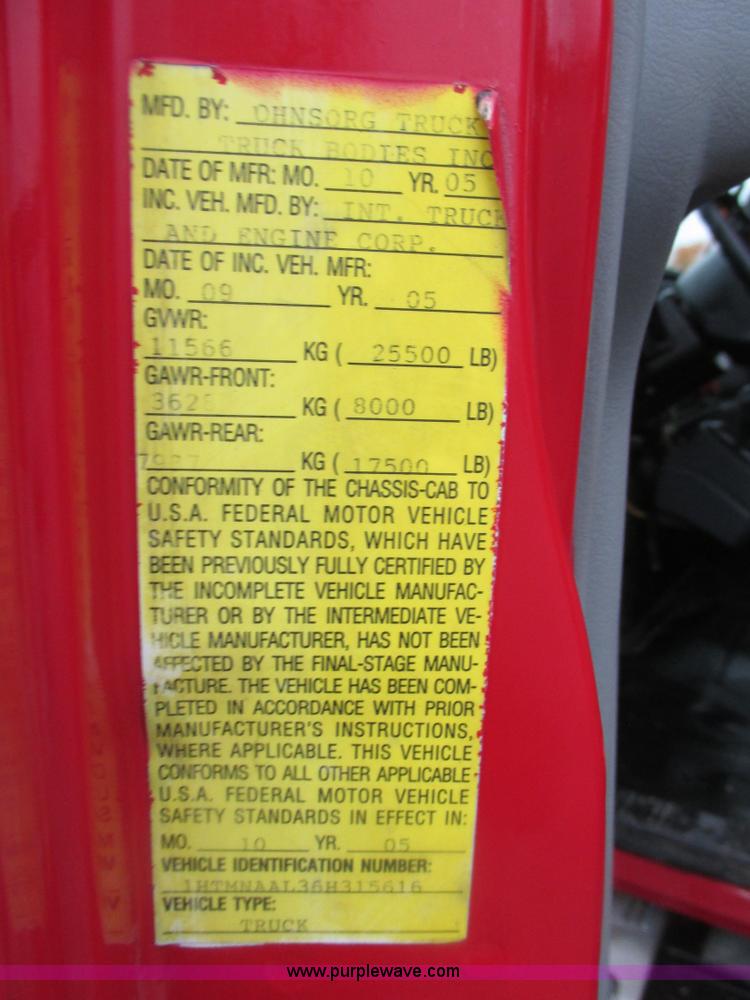 MFD. BY: OHNSORG TRUCK
TRUCK BODIES INC
DATE OF MFR: MO. 10 YR. 05
INC. VEH. MFD. BY: INT. TRUCK
AND ENGINE CORP.
DATE OF INC. VEH. MFR:
MO. 09 YR. 05
GVWR:
11566 KG ( 25500 LB)
GAWR-FRONT:
KG ( 8000 LB)
GAWR-REAR:
KG ( 17500 LB)
CONFORMITY OF THE CHASSIS-CAB TO
U.S.A. FEDERAL MOTOR VEHICLE
SAFETY STANDARDS, WHICH HAVE
BEEN PREVIOUSLY FULLY CERTIFIED BY
THE INCOMPLETE VEHICLE MANUFAC-
TURER OR BY THE INTERMEDIATE VE-
HICLE MANUFACTURER, HAS NOT BEEN
AFFECTED BY THE FINAL-STAGE MANU-
FACTURE. THE VEHICLE HAS BEEN COM-
PLETED IN ACCORDANCE WITH PRIOR
MANUFACTURER'S INSTRUCTIONS,
WHERE APPLICABLE. THIS VEHICLE
CONFORMS TO ALL OTHER APPLICABLE
U.S.A. FEDERAL MOTOR VEHICLE
SAFETY STANDARDS IN EFFECT IN:
MO. 10 YR. 05
VEHICLE IDENTIFICATION NUMBER:
1HTMNAAL36H315616
VEHICLE TYPE:
TRUCK
www.purplewave.com